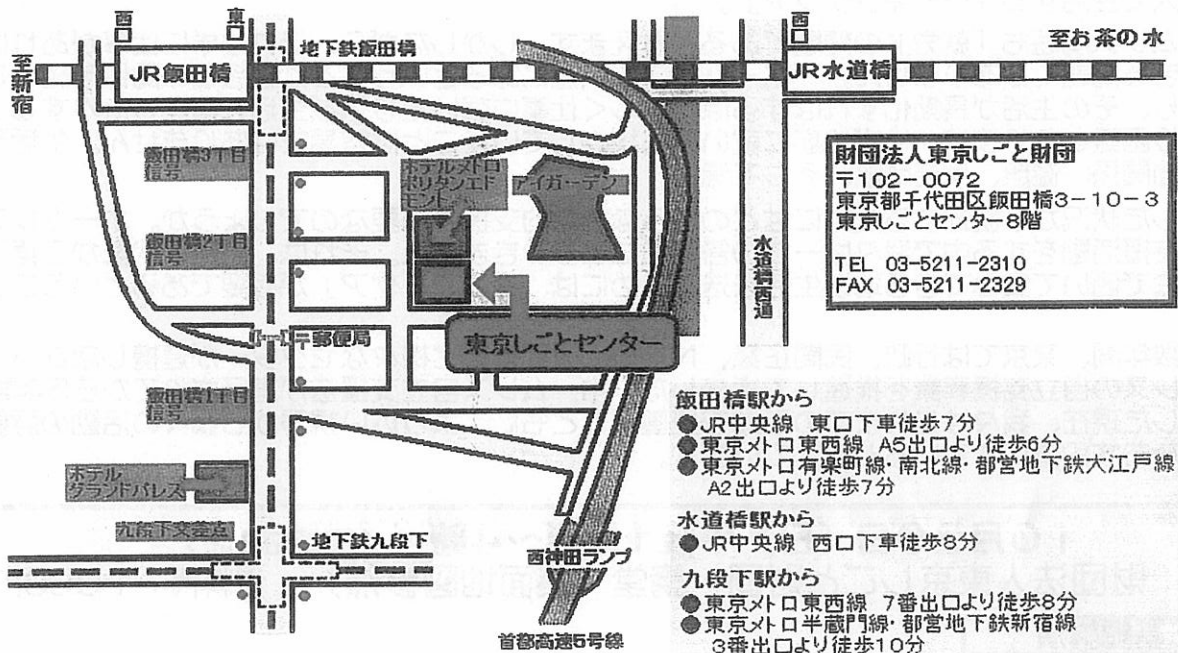 西口
東口
地下鉄飯田橋
西口
至お茶の水
至新宿
JR飯田橋
JR水道橋
飯田橋3丁目
信号
ホテルメトロ
ポリタンエド
モンド
アイガーデン
財団法人東京しごと財団
〒102-0072
東京都千代田区飯田橋3-10-3
東京しごとセンター8階
TEL 03-5211-2310
FAX 03-5211-2329
飯田橋2丁目
信号
水道橋西通
〒郵便局
東京しごとセンター
飯田橋1丁目
信号
ホテル
グランドパレス
九段下交差点
地下鉄九段下
西神田ランプ
首都高速5号線
飯田橋駅から
●JR中央線 東口下車徒歩7分
●東京メトロ東西線 A5出口より徒歩6分
●東京メトロ有楽町線・南北線・都営地下鉄大江戸線
A2出口より徒歩7分
水道橋駅から
●JR中央線 西口下車徒歩8分
九段下駅から
●東京メトロ東西線 7番出口より徒歩8分
●東京メトロ半蔵門線・都営地下鉄新宿線
3番出口より徒歩10分